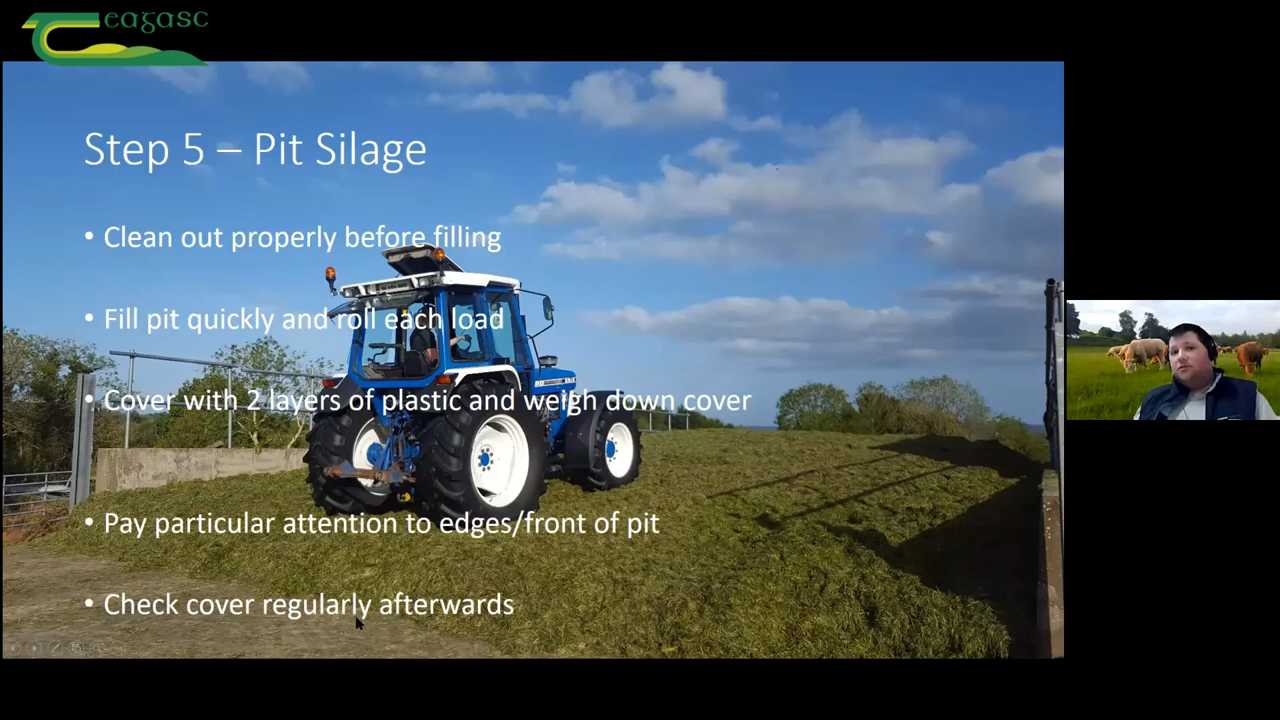 eagasc
Step 5 – Pit Silage
• Clean out properly before filling
• Fill pit quickly and roll each load
• Cover with 2 layers of plastic and weigh down cover
• Pay particular attention to edges/front of pit
• Check cover regularly afterwards